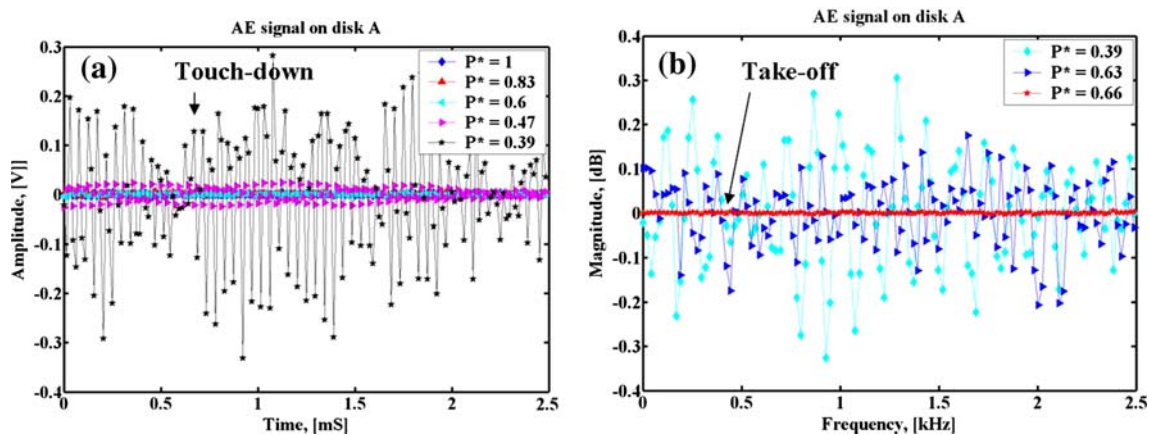 AE signal on disk A
(a)
Touch-down
P* = 1
P* = 0.83
P* = 0.6
P* = 0.47
P* = 0.39
0.3
0.2
0.1
0
-0.1
-0.2
-0.3
-0.4
Amplitude, [V]
0 0.5 1 1.5 2 2.5
Time, [mS]
AE signal on disk A
(b)
Take-off
P* = 0.39
P* = 0.63
P* = 0.66
0.4
0.3
0.2
0.1
0
-0.1
-0.2
-0.3
-0.4
Magnitude, [dB]
0 0.5 1 1.5 2 2.5
Frequency, [kHz]